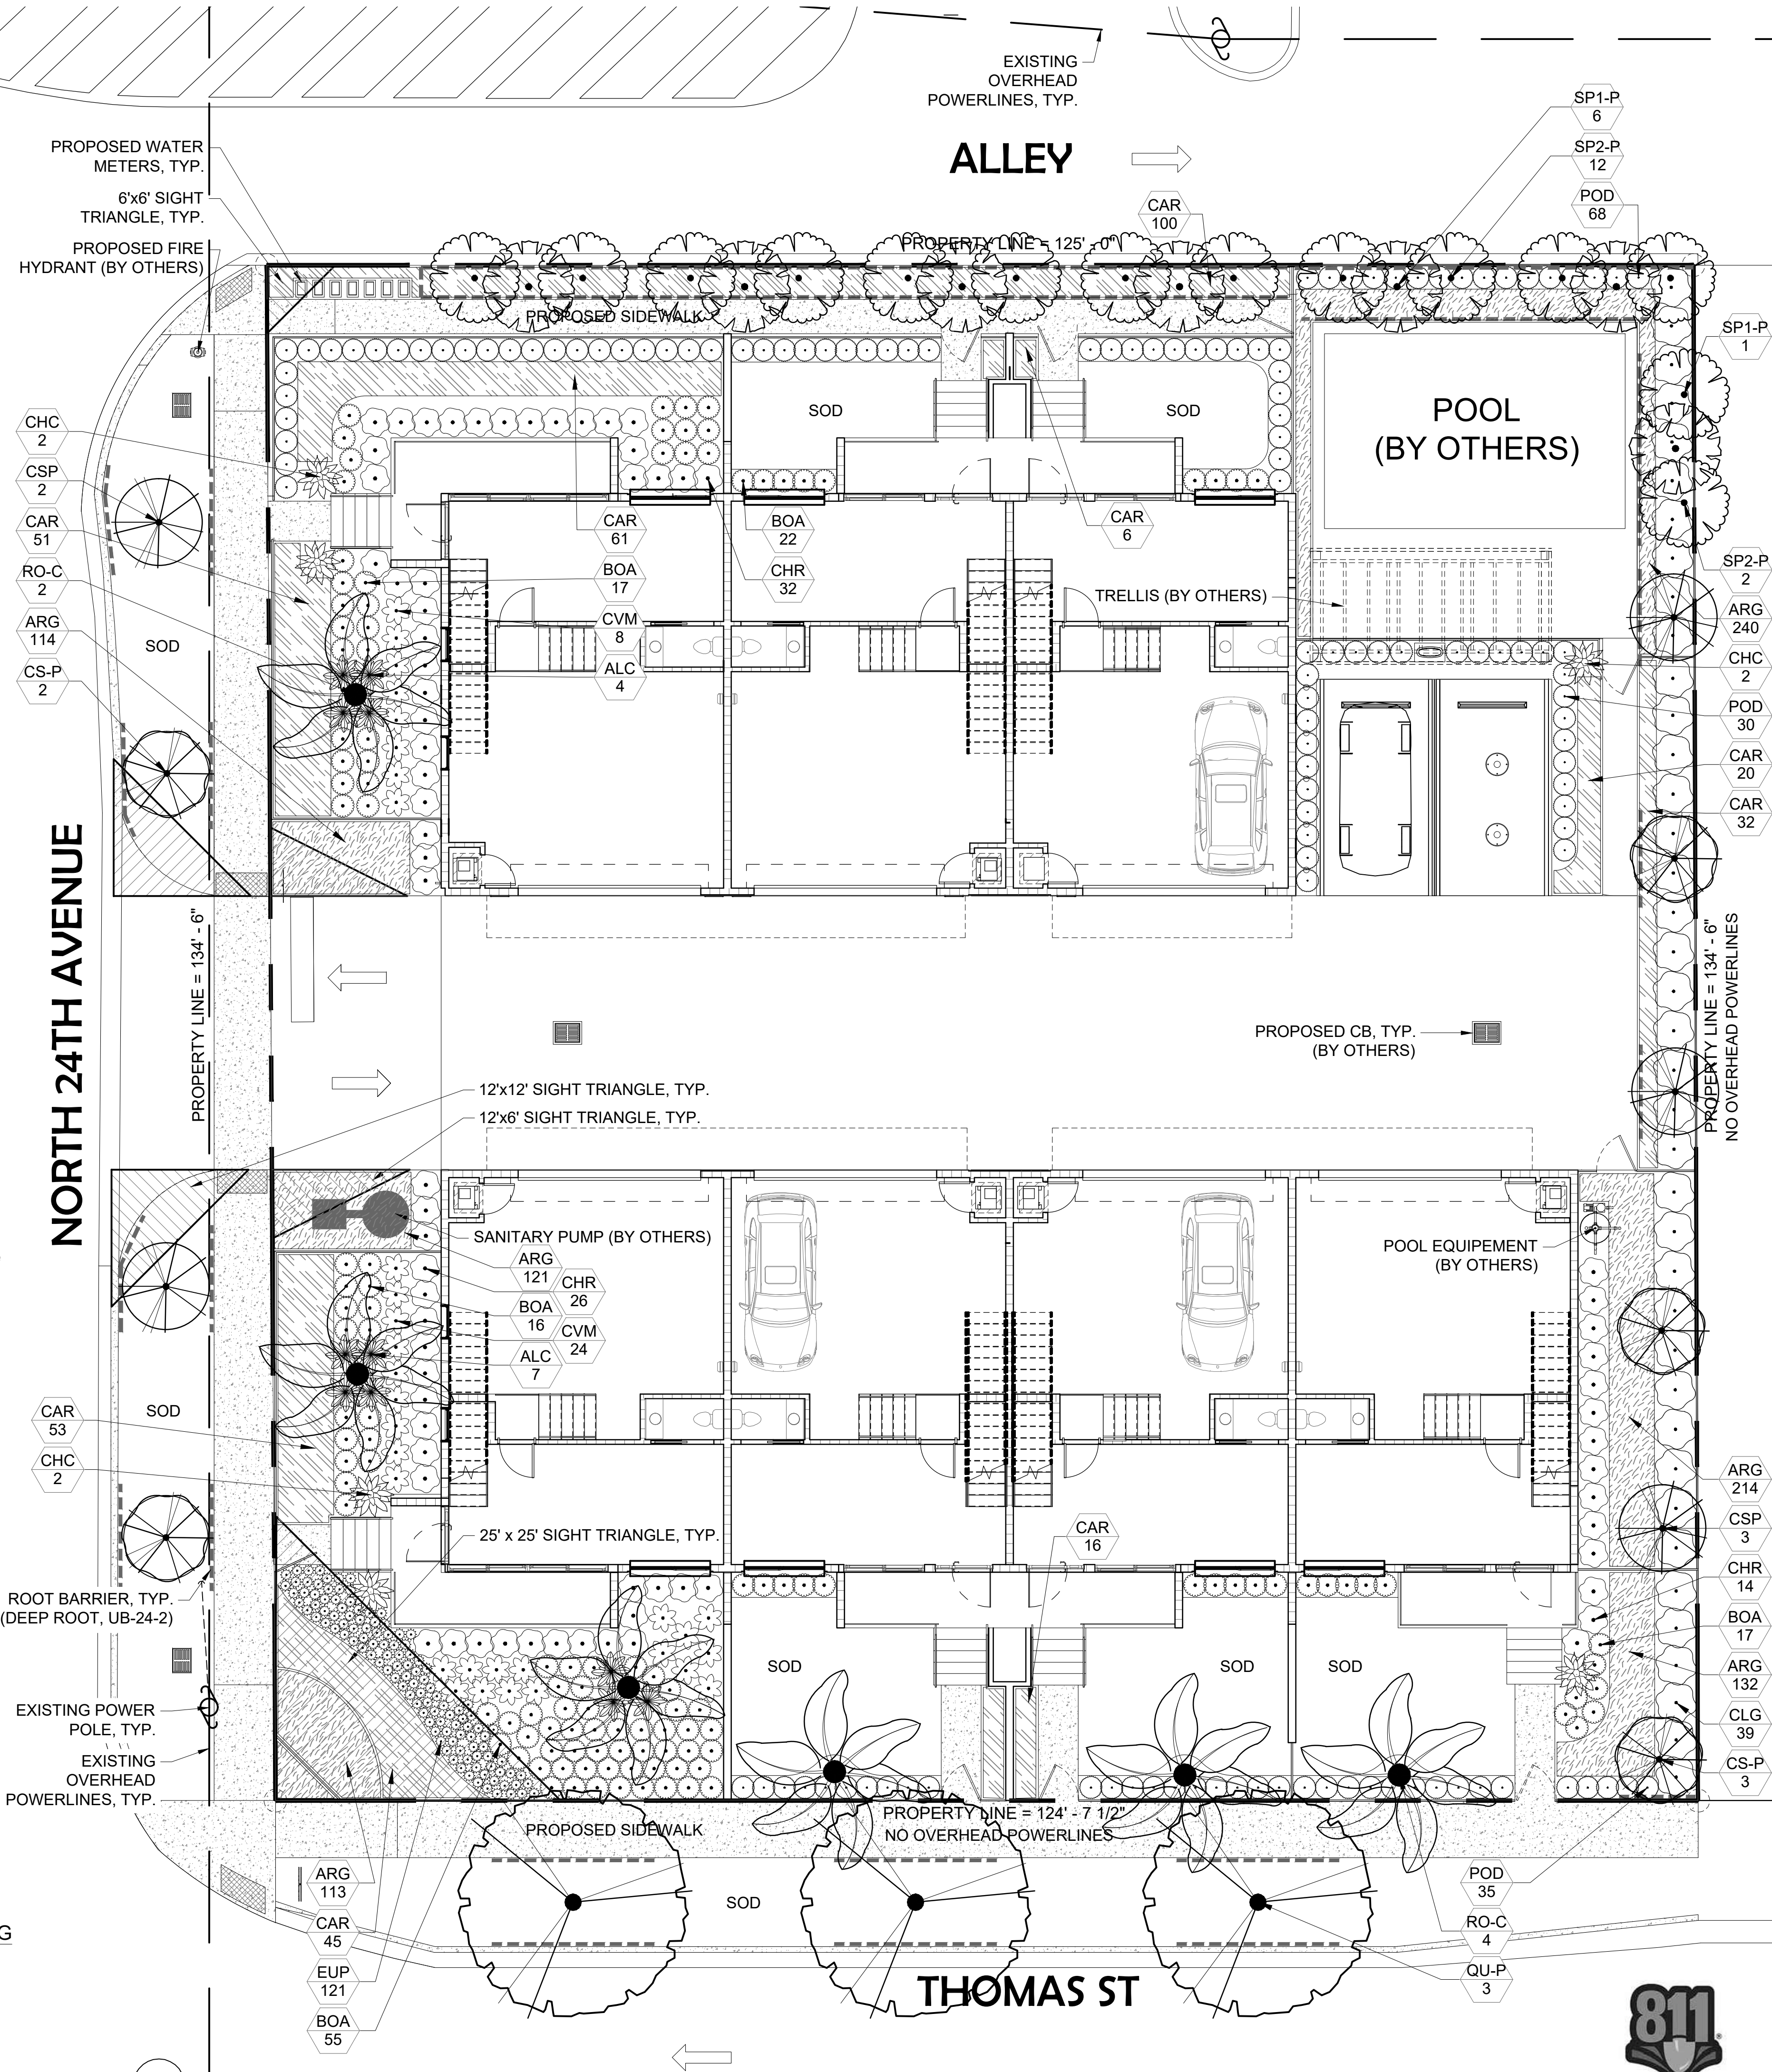 EXISTING
OVERHEAD
POWERLINES, TYP.
ALLEY
SP1-P
6
SP2-P
12
POD
68
PROPOSED WATER
METERS, TYP.
6'x6' SIGHT
TRIANGLE, TYP.
PROPOSED FIRE
HYDRANT (BY OTHERS)
CAR
100
PROPERTY LINE = 125' - 0"
PROPOSED SIDEWALK
SP1-P
1
SOD
SOD
POOL
(BY OTHERS)
CHC
2
CSP
2
CAR
51
RO-C
2
ARG
114
CS-P
2
SOD
CAR
61
BOA
17
CVM
8
ALC
4
BOA
22
CHR
32
CAR
6
TRELLIS (BY OTHERS)
SP2-P
2
ARG
240
CHC
2
POD
30
CAR
20
CAR
32
NORTH 24TH AVENUE
PROPERTY LINE = 134' - 6"
PROPERTY LINE = 134' - 6"
NO OVERHEAD POWERLINES
PROPOSED CB, TYP.
(BY OTHERS)
12'x12' SIGHT TRIANGLE, TYP.
12'x6' SIGHT TRIANGLE, TYP.
SANITARY PUMP (BY OTHERS)
ARG
121
CHR
26
BOA
16
CVM
24
ALC
7
POOL EQUIPEMENT
(BY OTHERS)
CAR
53
SOD
CHC
2
25' x 25' SIGHT TRIANGLE, TYP.
CAR
16
ARG
214
CSP
3
CHR
14
BOA
17
ARG
132
CLG
39
CS-P
3
ROOT BARRIER, TYP.
(DEEP ROOT, UB-24-2)
SOD
SOD
SOD
EXISTING POWER
POLE, TYP.
EXISTING
OVERHEAD
POWERLINES, TYP.
PROPOSED SIDEWALK
PROPERTY LINE = 124' - 7 1/2"
NO OVERHEAD POWERLINES
SOD
ARG
113
CAR
45
EUP
121
BOA
55
POD
35
RO-C
4
QU-P
3
G
THOMAS ST
811